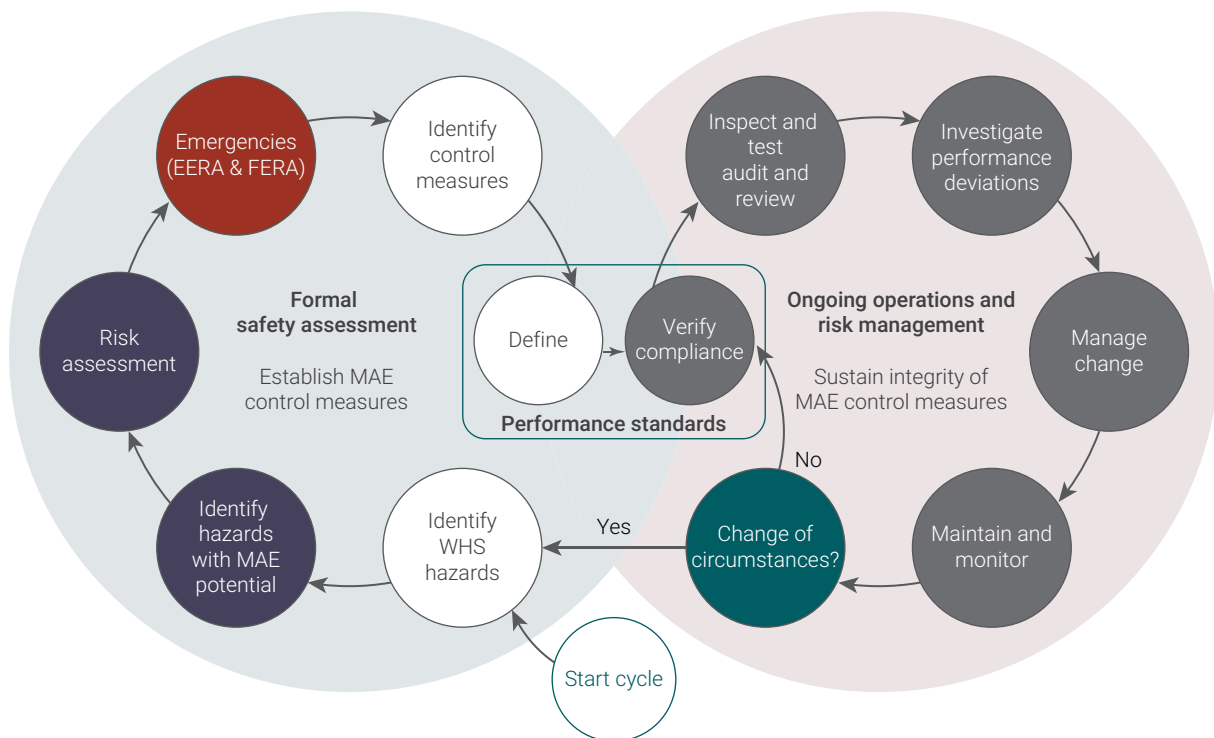 Emergencies
(EERA & FERA)
Identify
control
measures
Inspect and
test
audit and
review
Investigate
performance
deviations
Risk
assessment
Formal
safety assessment
Establish MAE
control measures
Define
Verify
compliance
Performance standards
Ongoing operations and
risk management
Sustain integrity of
MAE control measures
Manage
change
Identify
hazards
with MAE
potential
Identify
WHS
hazards
Yes
No
Change of
circumstances?
Maintain and
monitor
Start cycle